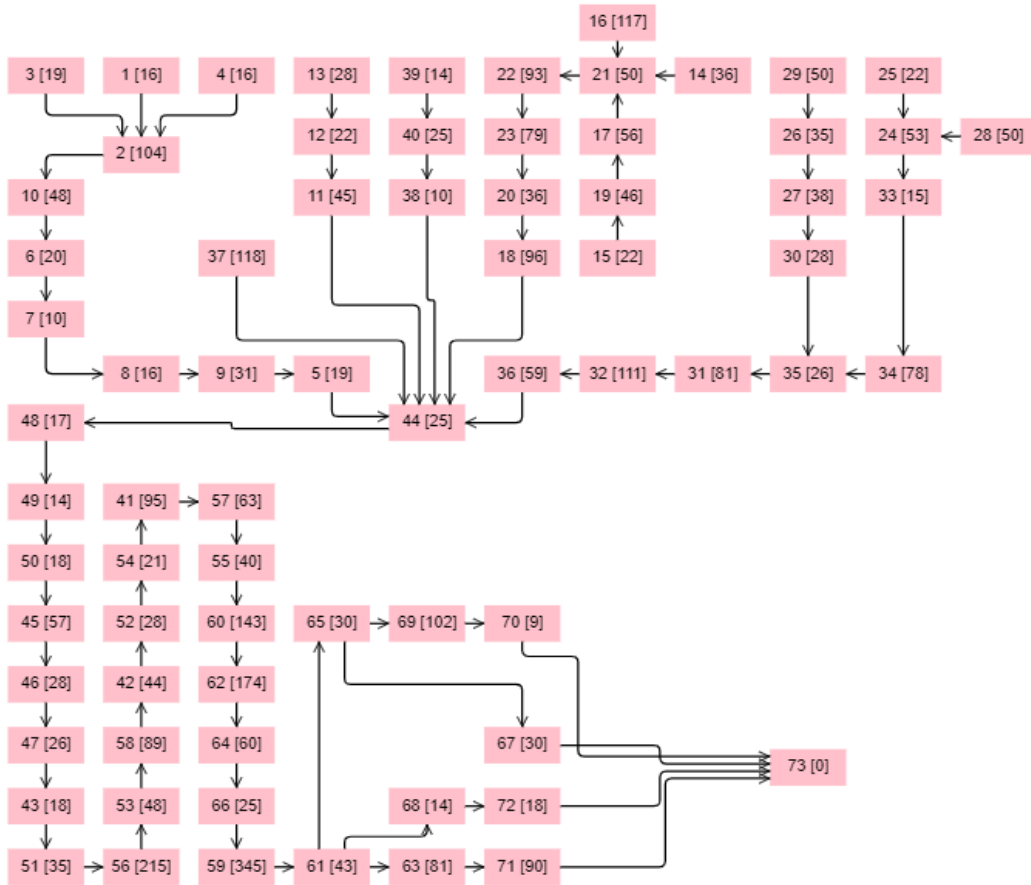 16 [117]
3 [19] 1 [16] 4 [16] 13 [28] 39 [14] 22 [93] 21 [50] 14 [36] 29 [50] 25 [22]
2 [104] 12 [22] 40 [25] 23 [79] 17 [56] 26 [35] 24 [53] 28 [50]
10 [48] 11 [45] 38 [10] 20 [36] 19 [46] 27 [38] 33 [15]
6 [20] 37 [118] 18 [96] 15 [22] 30 [28]
7 [10]
8 [16] 9 [31] 5 [19] 36 [59] 32 [111] 31 [81] 35 [26] 34 [78]
48 [17] 44 [25]
49 [14] 41 [95] 57 [63]
50 [18] 54 [21] 55 [40]
45 [57] 52 [28] 60 [143] 65 [30] 69 [102] 70 [9]
46 [28] 42 [44] 62 [174]
47 [26] 58 [89] 64 [60] 67 [30]
73 [0]
43 [18] 53 [48] 66 [25] 68 [14] 72 [18]
51 [35] 56 [215] 59 [345] 61 [43] 63 [81] 71 [90]